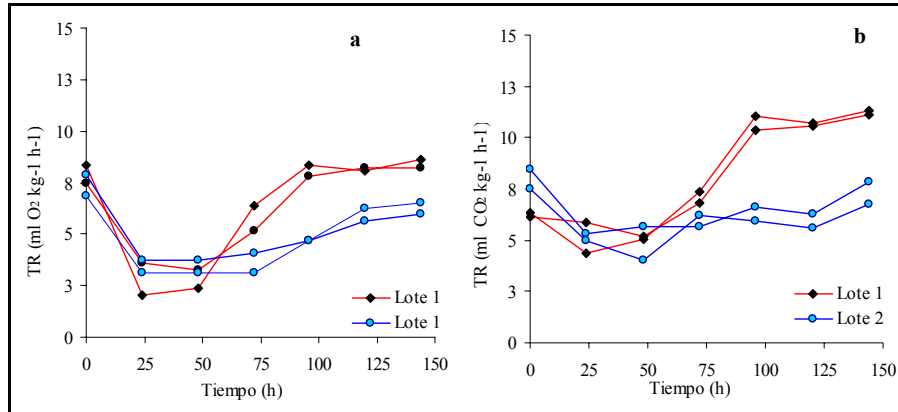 a
TR (ml O2 kg-1 h-1)
15
13
10
8
5
3
0
0 25 50 75 100 125 150
Tiempo (h)
Lote 1
Lote 1
b
TR (ml CO2 kg-1 h-1)
15
13
10
8
5
3
0
0 25 50 75 100 125 150
Tiempo (h)
Lote 1
Lote 2